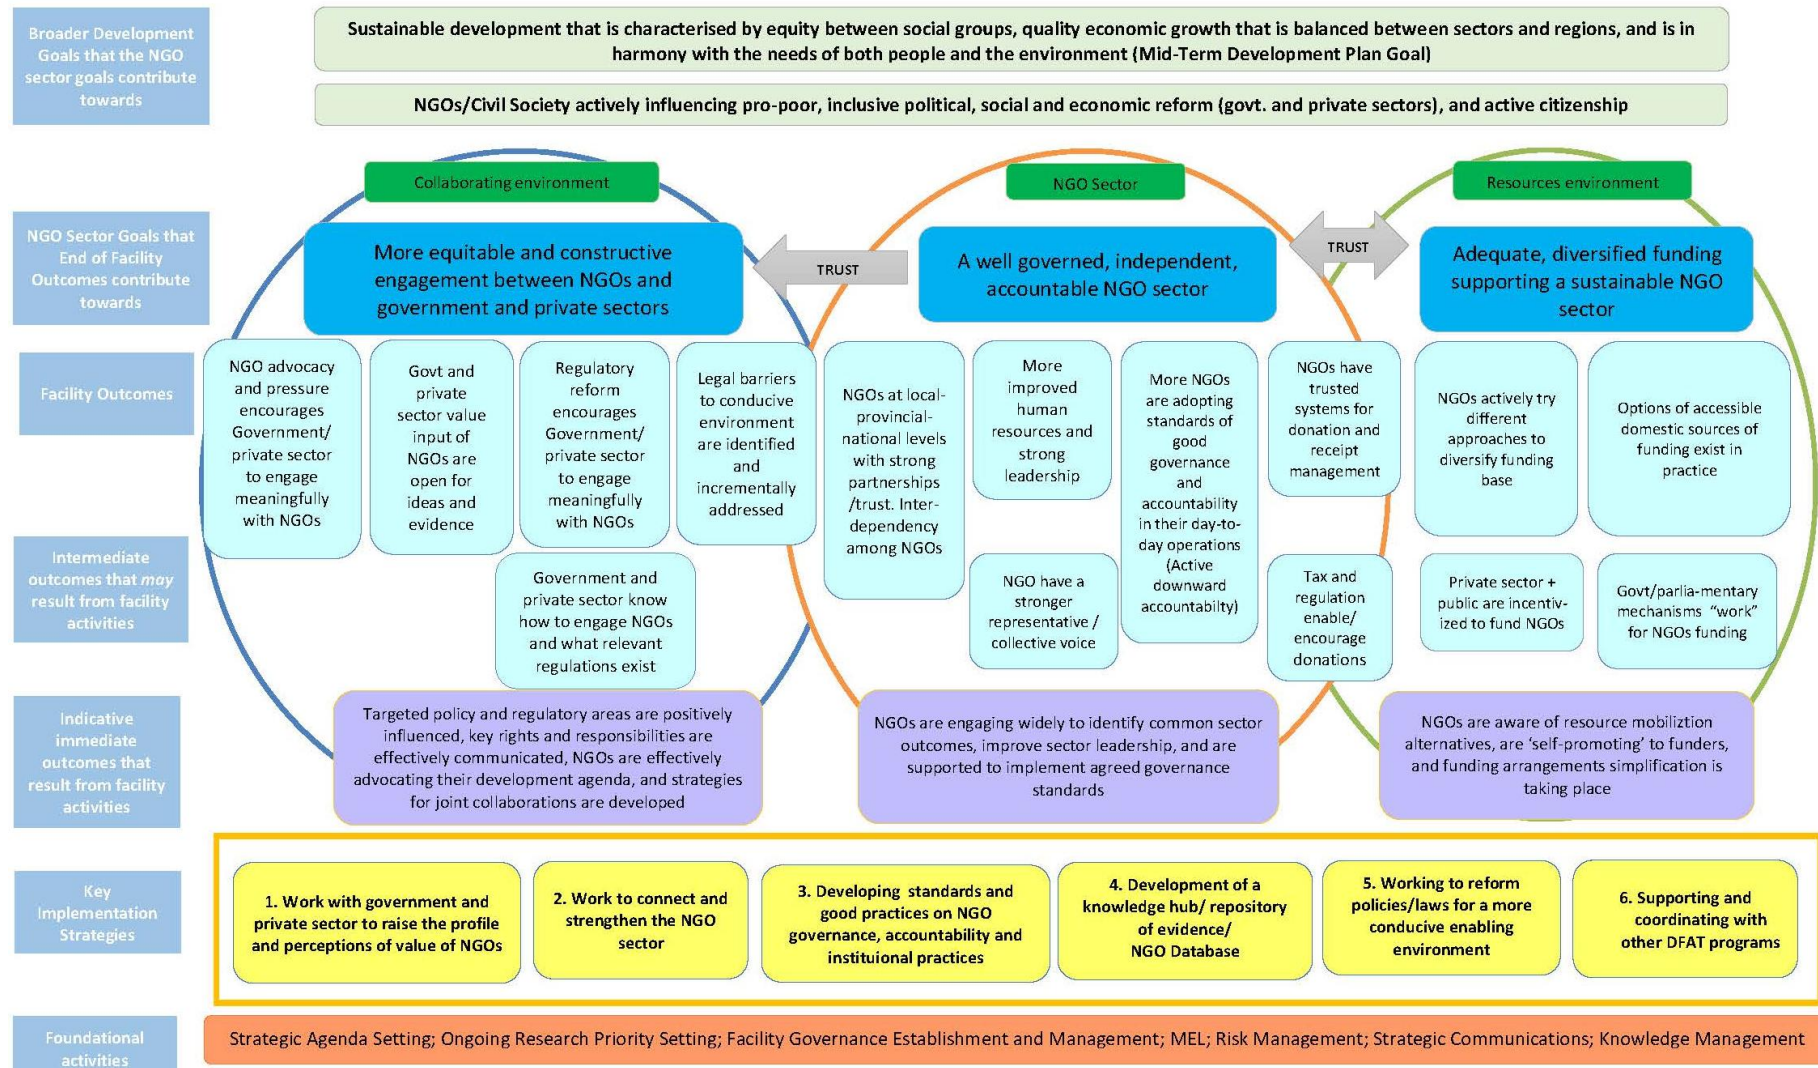 Broader Development
Goals that the NGO
sector goals contribute
towards
Sustainable development that is characterised by equity between social groups, quality economic growth that is balanced between sectors and regions, and is in
harmony with the needs of both people and the environment (Mid-Term Development Plan Goal)
NGOs/Civil Society actively influencing pro-poor, inclusive political, social and economic reform (govt. and private sectors), and active citizenship
Collaborating environment
NGO Sector
Resources environment
NGO Sector Goals that
End of Facility
Outcomes contribute
towards
More equitable and constructive
engagement between NGOs and
government and private sectors
TRUST
A well governed, independent,
accountable NGO sector
TRUST
Adequate, diversified funding
supporting a sustainable NGO
sector
Facility Outcomes
NGO advocacy
and pressure
encourages
Government/
private sector
to engage
meaningfully
with NGOs
Govt and
private
sector value
input of
NGOs are
open for
ideas and
evidence
Regulatory
reform
encourages
Government/
private sector
to engage
meaningfully
with NGOs
Legal barriers
to conducive
environment
are identified
and
incrementally
addressed
NGOs at local-
provincial-
national levels
with strong
partnerships
/trust. Inter-
dependency
among NGOs
More
improved
human
resources and
strong
leadership
More NGOs
are adopting
standards of
good
governance
and
accountability
in their day-to-
day operations
(Active
downward
accountabilty)
NGOs have
trusted
systems for
donation and
receipt
management
NGOs actively try
different
approaches to
diversify funding
base
Options of accessible
domestic sources of
funding exist in
practice
Intermediate
outcomes that may
result from facility
activities
Government and
private sector know
how to engage NGOs
and what relevant
regulations exist
NGO have a
stronger
representative /
collective voice
Tax and
regulation
enable/
encourage
donations
Private sector +
public are incentiv-
ized to fund NGOs
Govt/parlia-mentary
mechanisms “work”
for NGOs funding
Indicative
immediate
outcomes that
result from facility
activities
Targeted policy and regulatory areas are positively
influenced, key rights and responsibilities are
effectively communicated, NGOs are effectively
advocating their development agenda, and strategies
for joint collaborations are developed
NGOs are engaging widely to identify common sector
outcomes, improve sector leadership, and are
supported to implement agreed governance
standards
NGOs are aware of resource mobiliztion
alternatives, are ‘self-promoting’ to funders,
and funding arrangements simplification is
taking place
Key
Implementation
Strategies
1. Work with government and
private sector to raise the profile
and perceptions of value of NGOs
2. Work to connect and
strengthen the NGO
sector
3. Developing standards and
good practices on NGO
governance, accountability and
instituional practices
4. Development of a
knowledge hub/ repository
of evidence/
NGO Database
5. Working to reform
policies/laws for a more
conducive enabling
environment
6. Supporting and
coordinating with
other DFAT programs
Foundational
activities
Strategic Agenda Setting; Ongoing Research Priority Setting; Facility Governance Establishment and Management; MEL; Risk Management; Strategic Communications; Knowledge Management